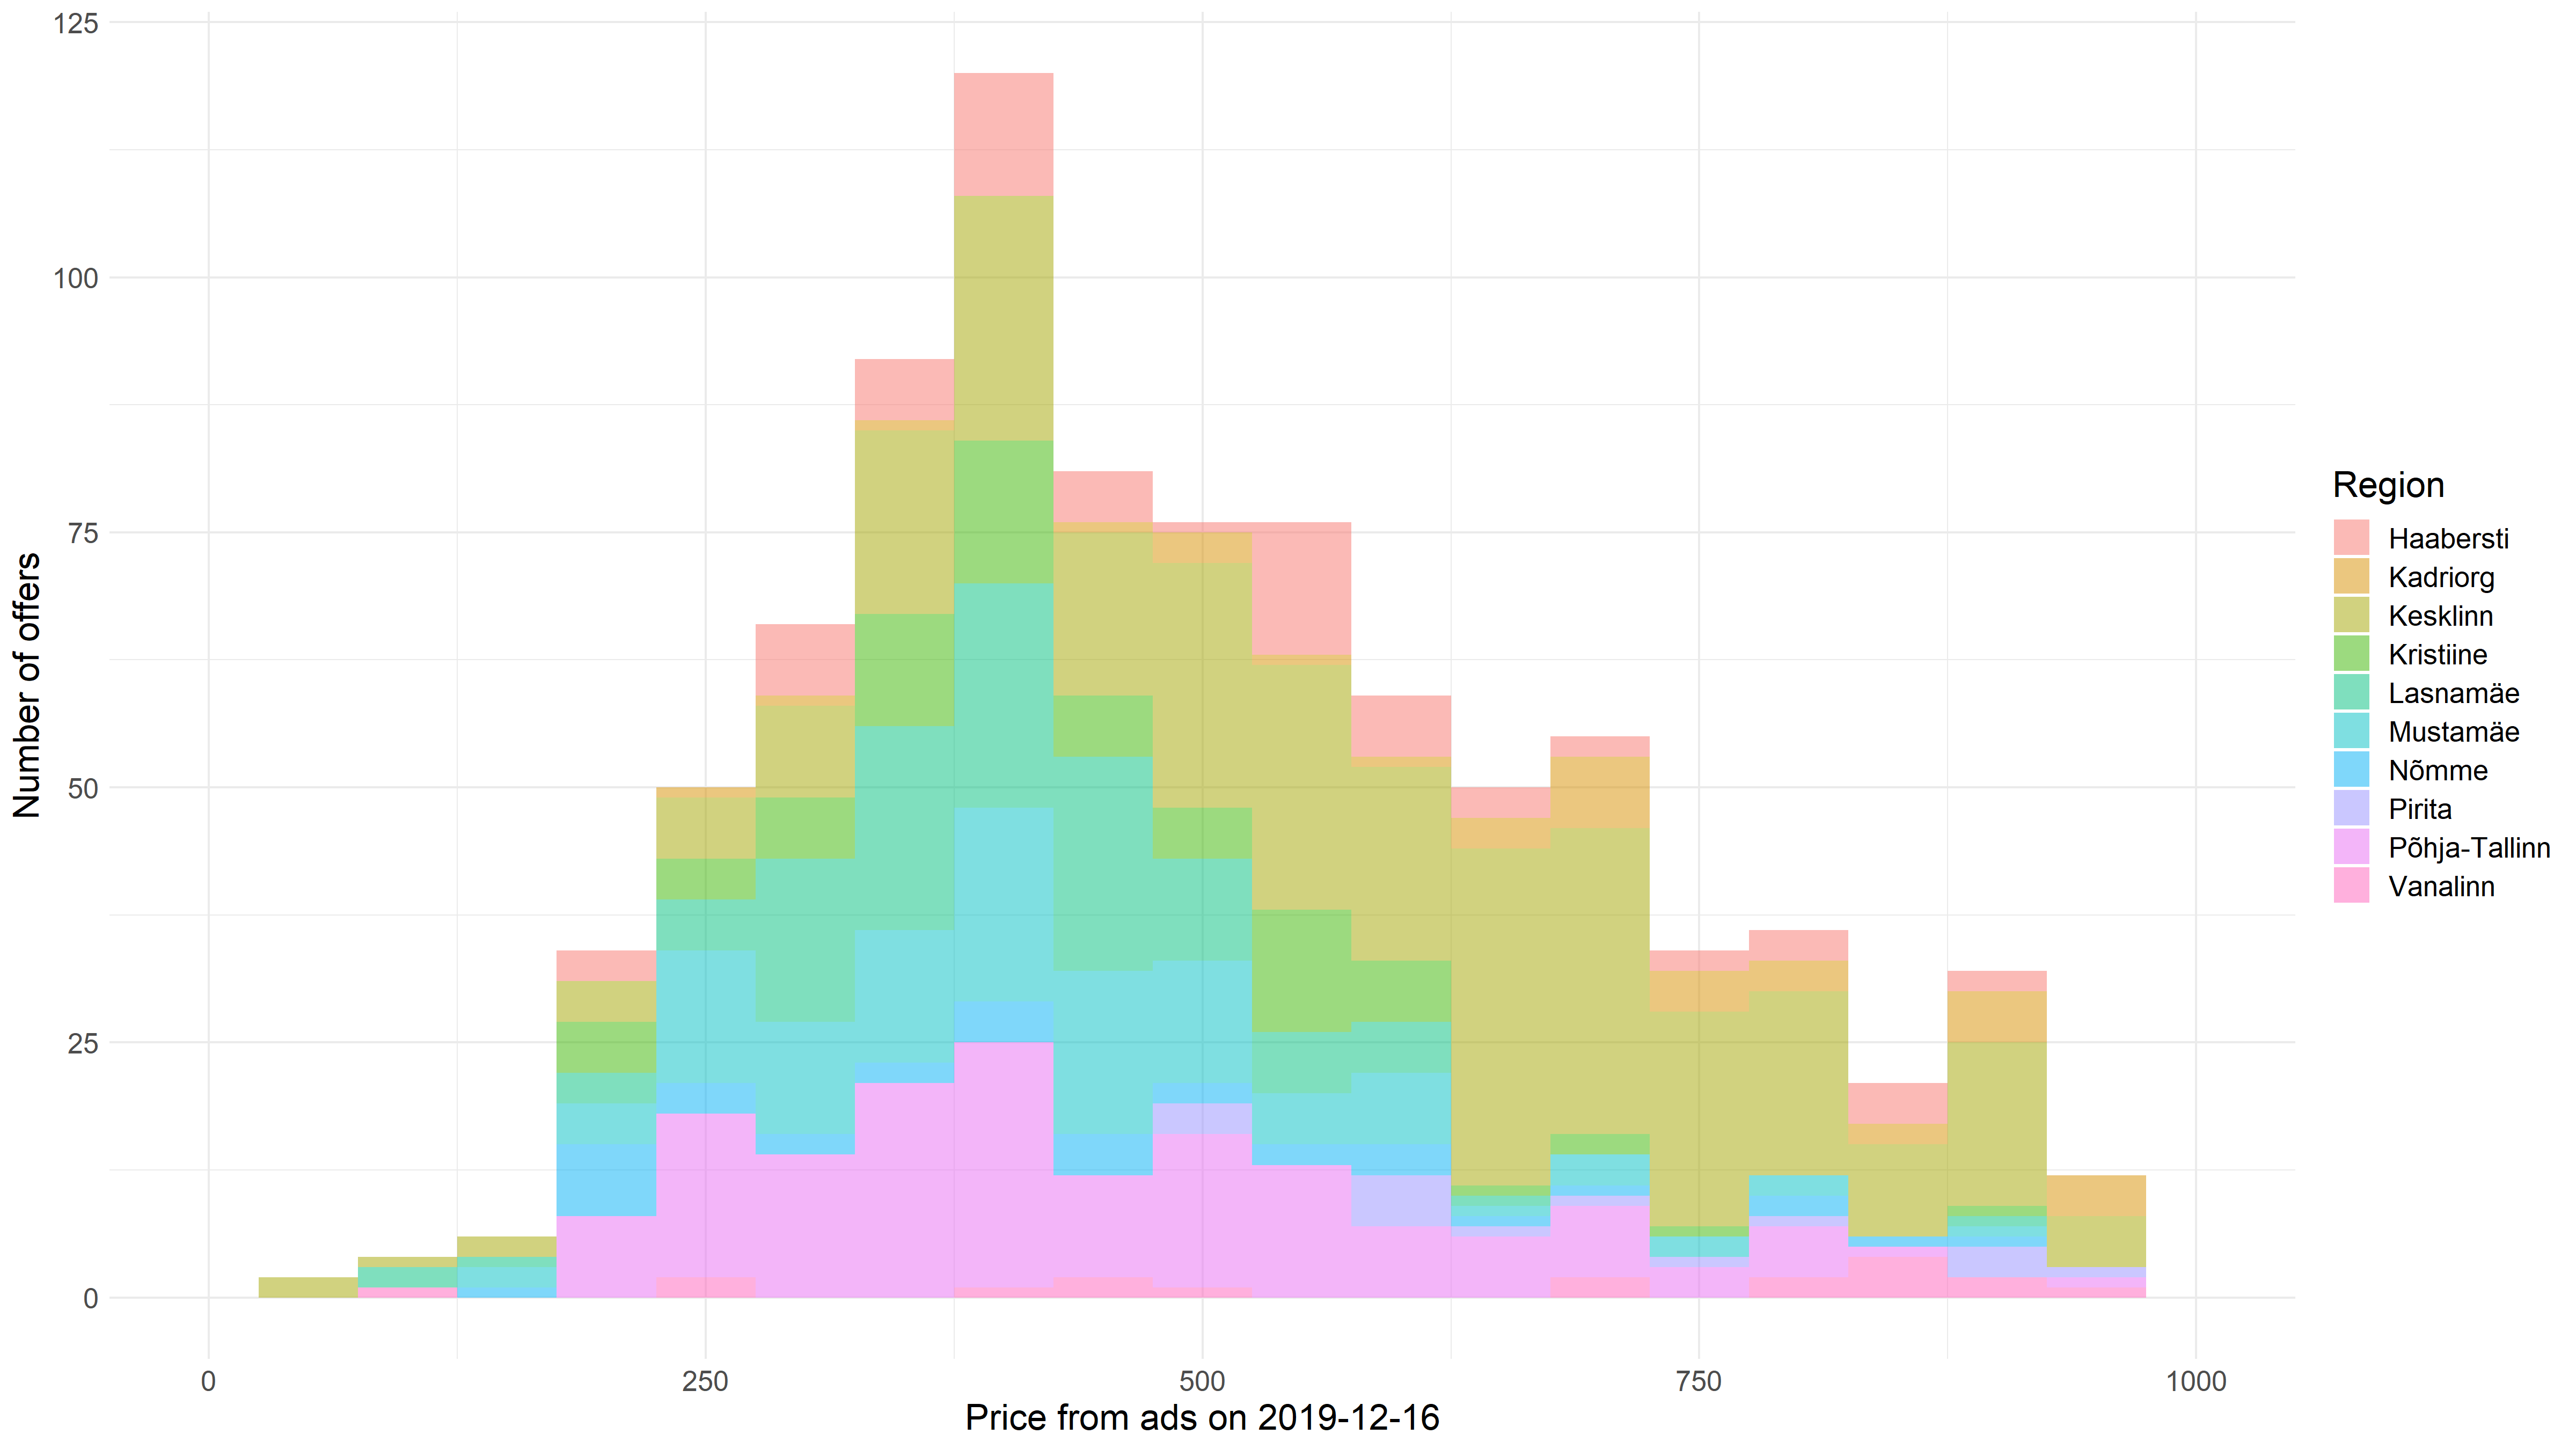 125
100
75
50
25
0
Number of offers
0 250 500 750 1000
Price from ads on 2019-12-16
Region
Haabersti
Kadriorg
Kesklinn
Kristiine
Lasnamäe
Mustamäe
Nõmme
Pirita
Põhja-Tallinn
Vanalinn